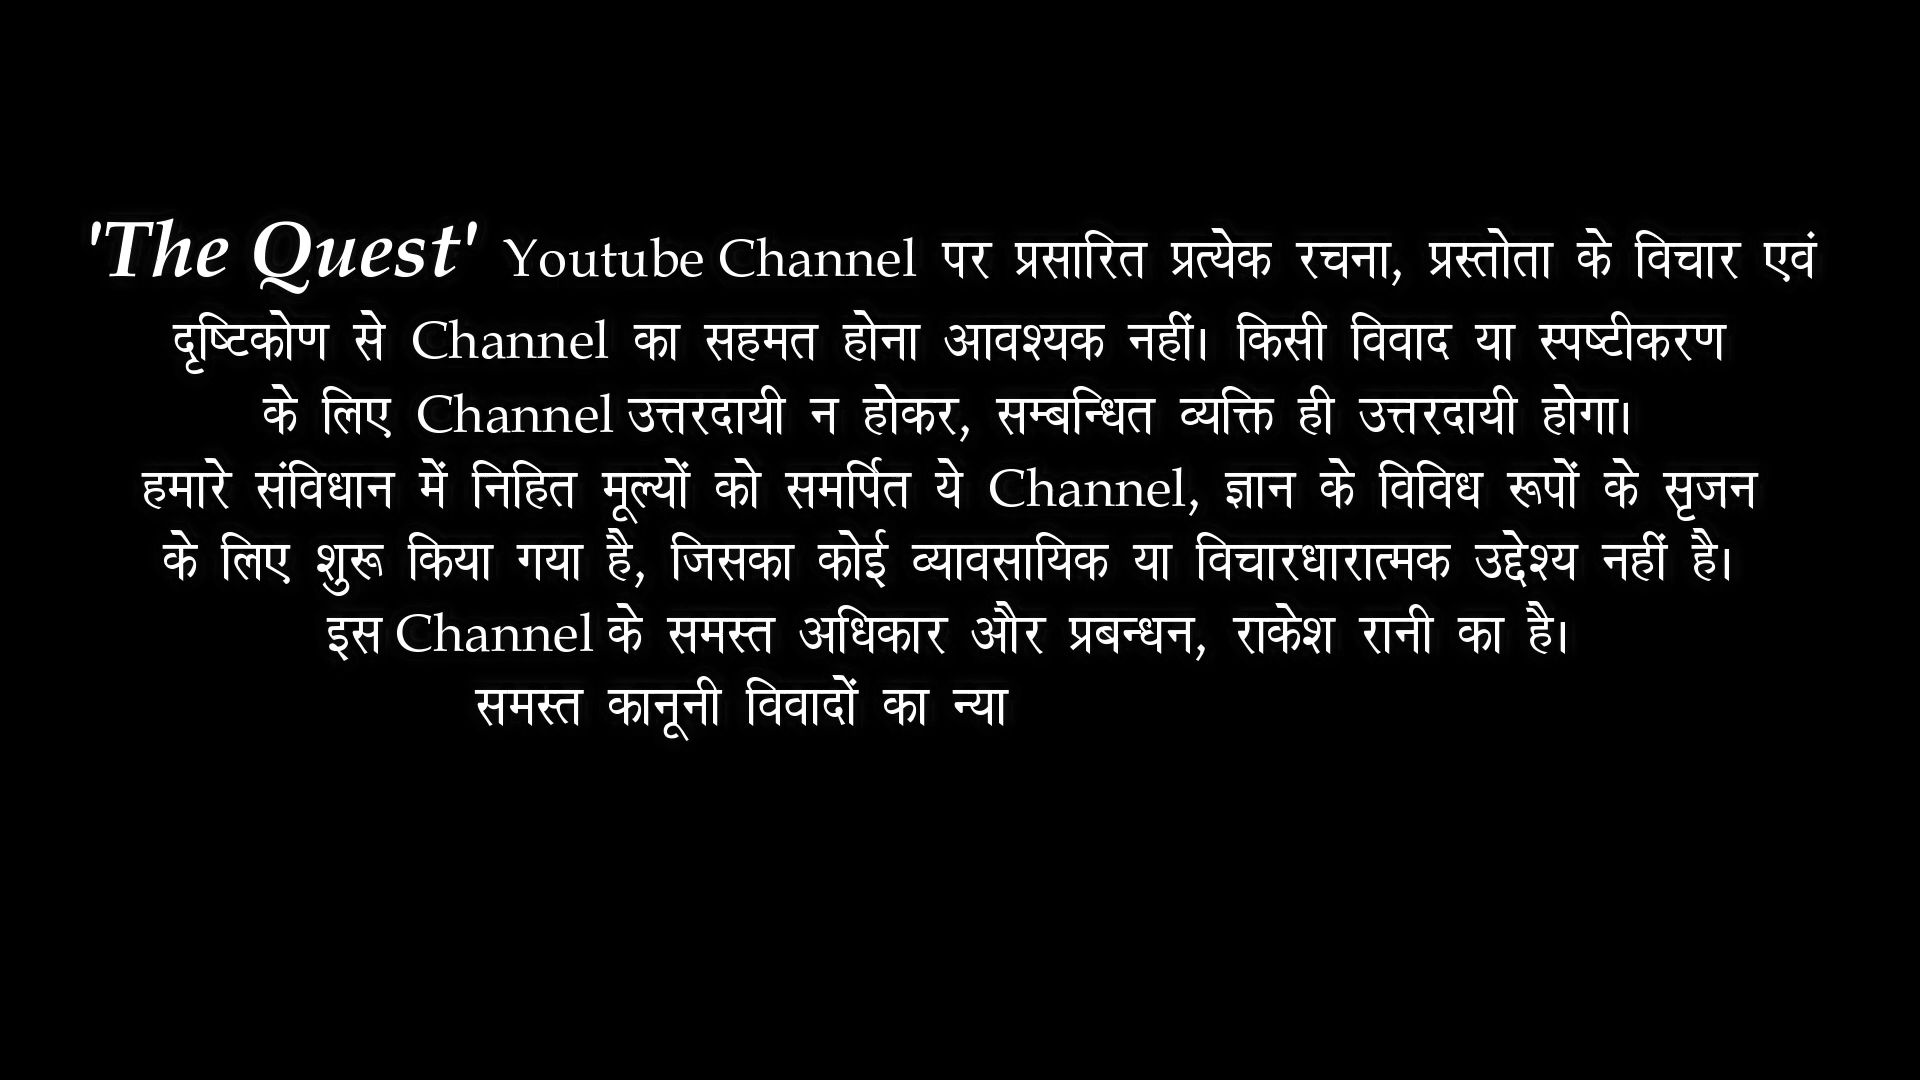 'The Quest' Youtube Channel पर प्रसारित प्रत्येक रचना, प्रस्तोता के विचार एवं
दृष्टिकोण से Channel का सहमत होना आवश्यक नहीं। किसी विवाद या स्पष्टीकरण
के लिए Channel उत्तरदायी न होकर, सम्बन्धित व्यक्ति ही उत्तरदायी होगा।
हमारे संविधान में निहित मूल्यों को समर्पित ये Channel, ज्ञान के विविध रूपों के सृजन
के लिए शुरू किया गया है, जिसका कोई व्यावसायिक या विचारधारात्मक उद्देश्य नहीं है।
इस Channel के समस्त अधिकार और प्रबन्धन, राकेश रानी का है।
समस्त कानूनी विवादों का न्या